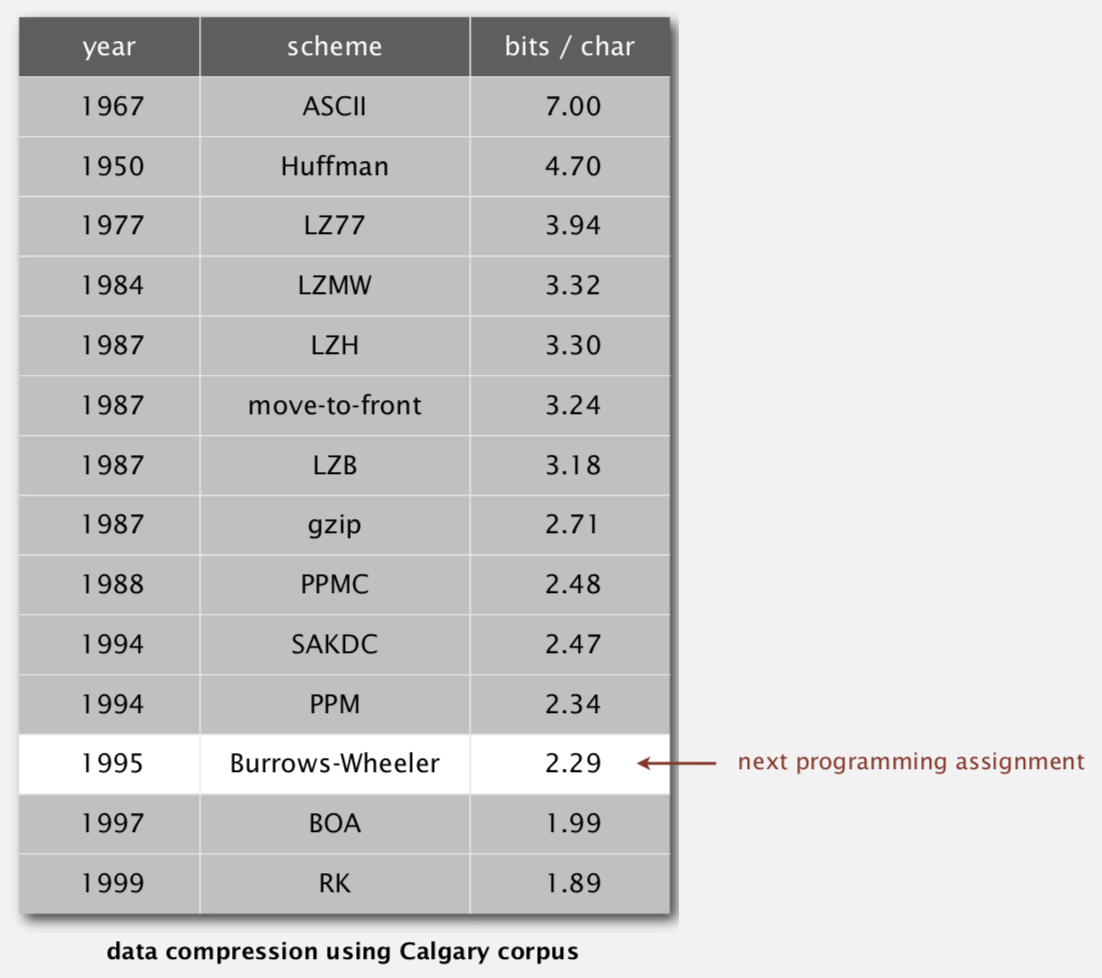 year scheme bits / char
1967 ASCII 7.00
1950 Huffman 4.70
1977 LZ77 3.94
1984 LZMW 3.32
1987 LZH 3.30
1987 move-to-front 3.24
1987 LZB 3.18
1987 gzip 2.71
1988 PPMC 2.48
1994 SAKDC 2.47
1994 PPM 2.34
1995 Burrows-Wheeler 2.29 next programming assignment
1997 BOA 1.99
1999 RK 1.89
data compression using Calgary corpus